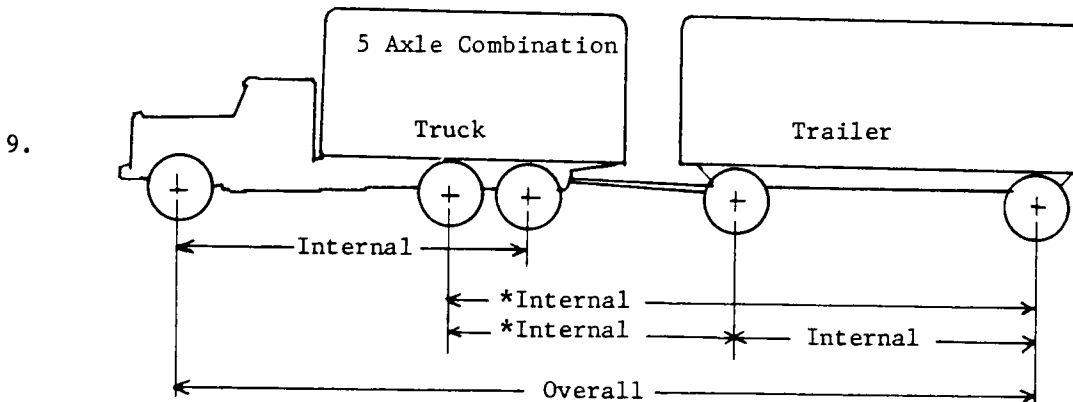 5 Axle Combination
9.
Truck
Trailer
Internal
*Internal
*Internal
Internal
Overall